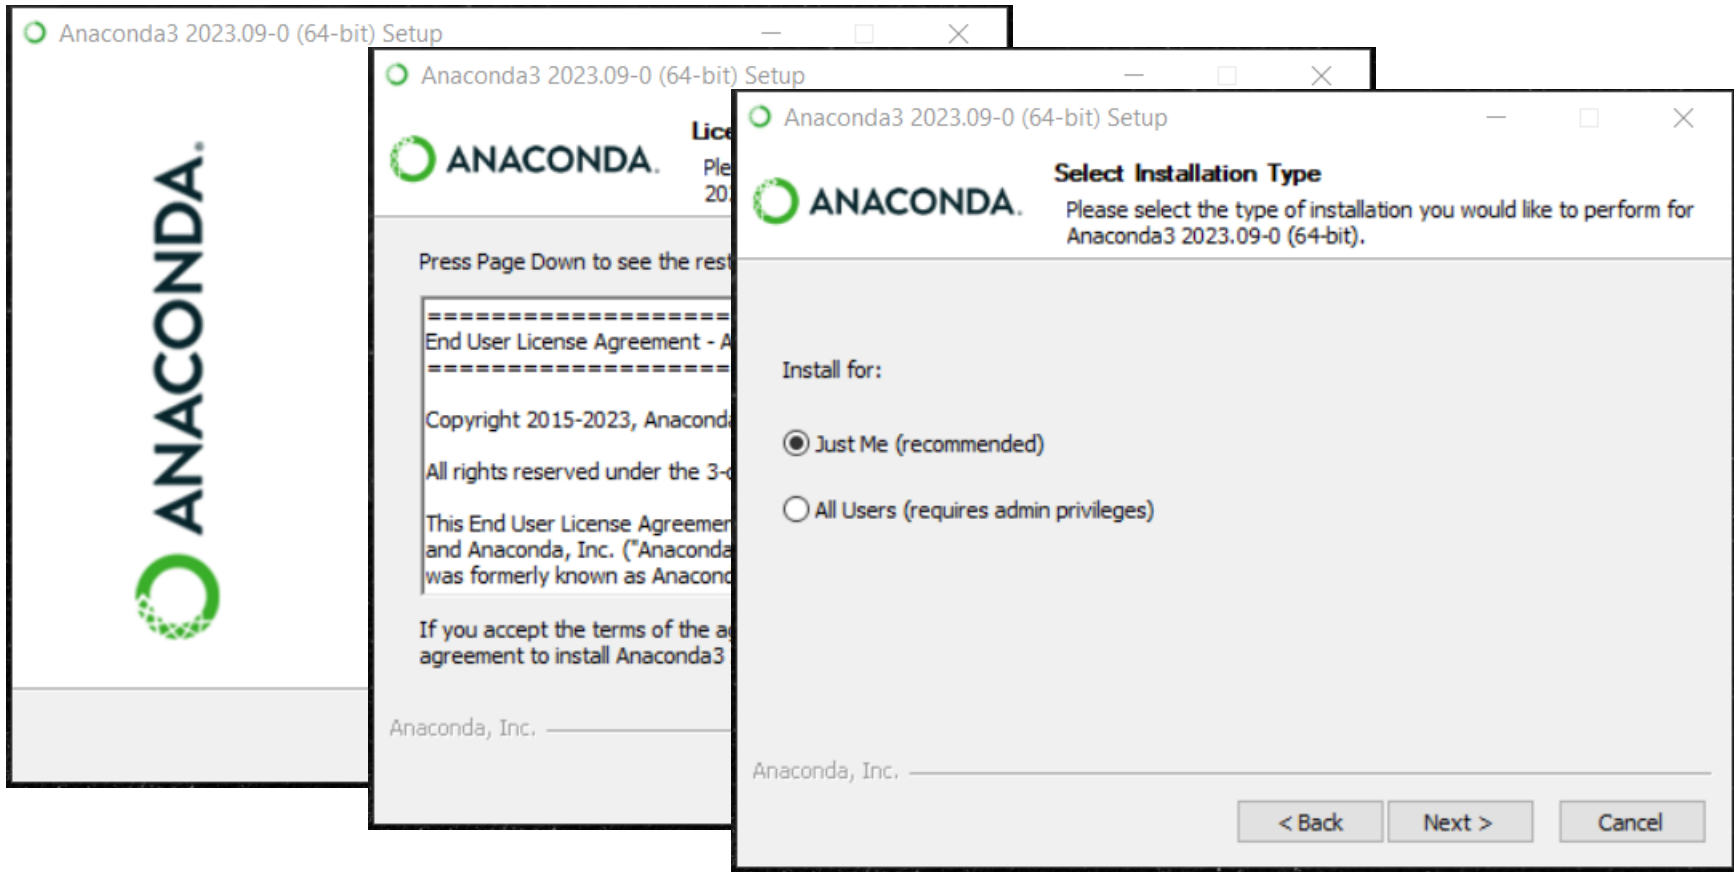 Anaconda3 2023.09-0 (64-bit) Setup
ANACONDA.
Anaconda3 2023.09-0 (64-bit) Setup
ANACONDA.
Press Page Down to see the rest
====================
End User License Agreement - A
====================
Copyright 2015-2023,
All rights reserved under the
This End User License
and Anaconda, Inc.
was formerly known as
If you accept the terms of the
agreement to install Anaconda3
Anaconda, Inc.
Anaconda3 2023.09-0 (64-bit) Setup
ANACONDA.
Select Installation Type
Please select the type of installation you would like to perform for
Anaconda3 2023.09-0 (64-bit).
Install for:
Just Me (recommended)
All Users (requires admin privileges)
Anaconda, Inc.
< Back
Next >
Cancel